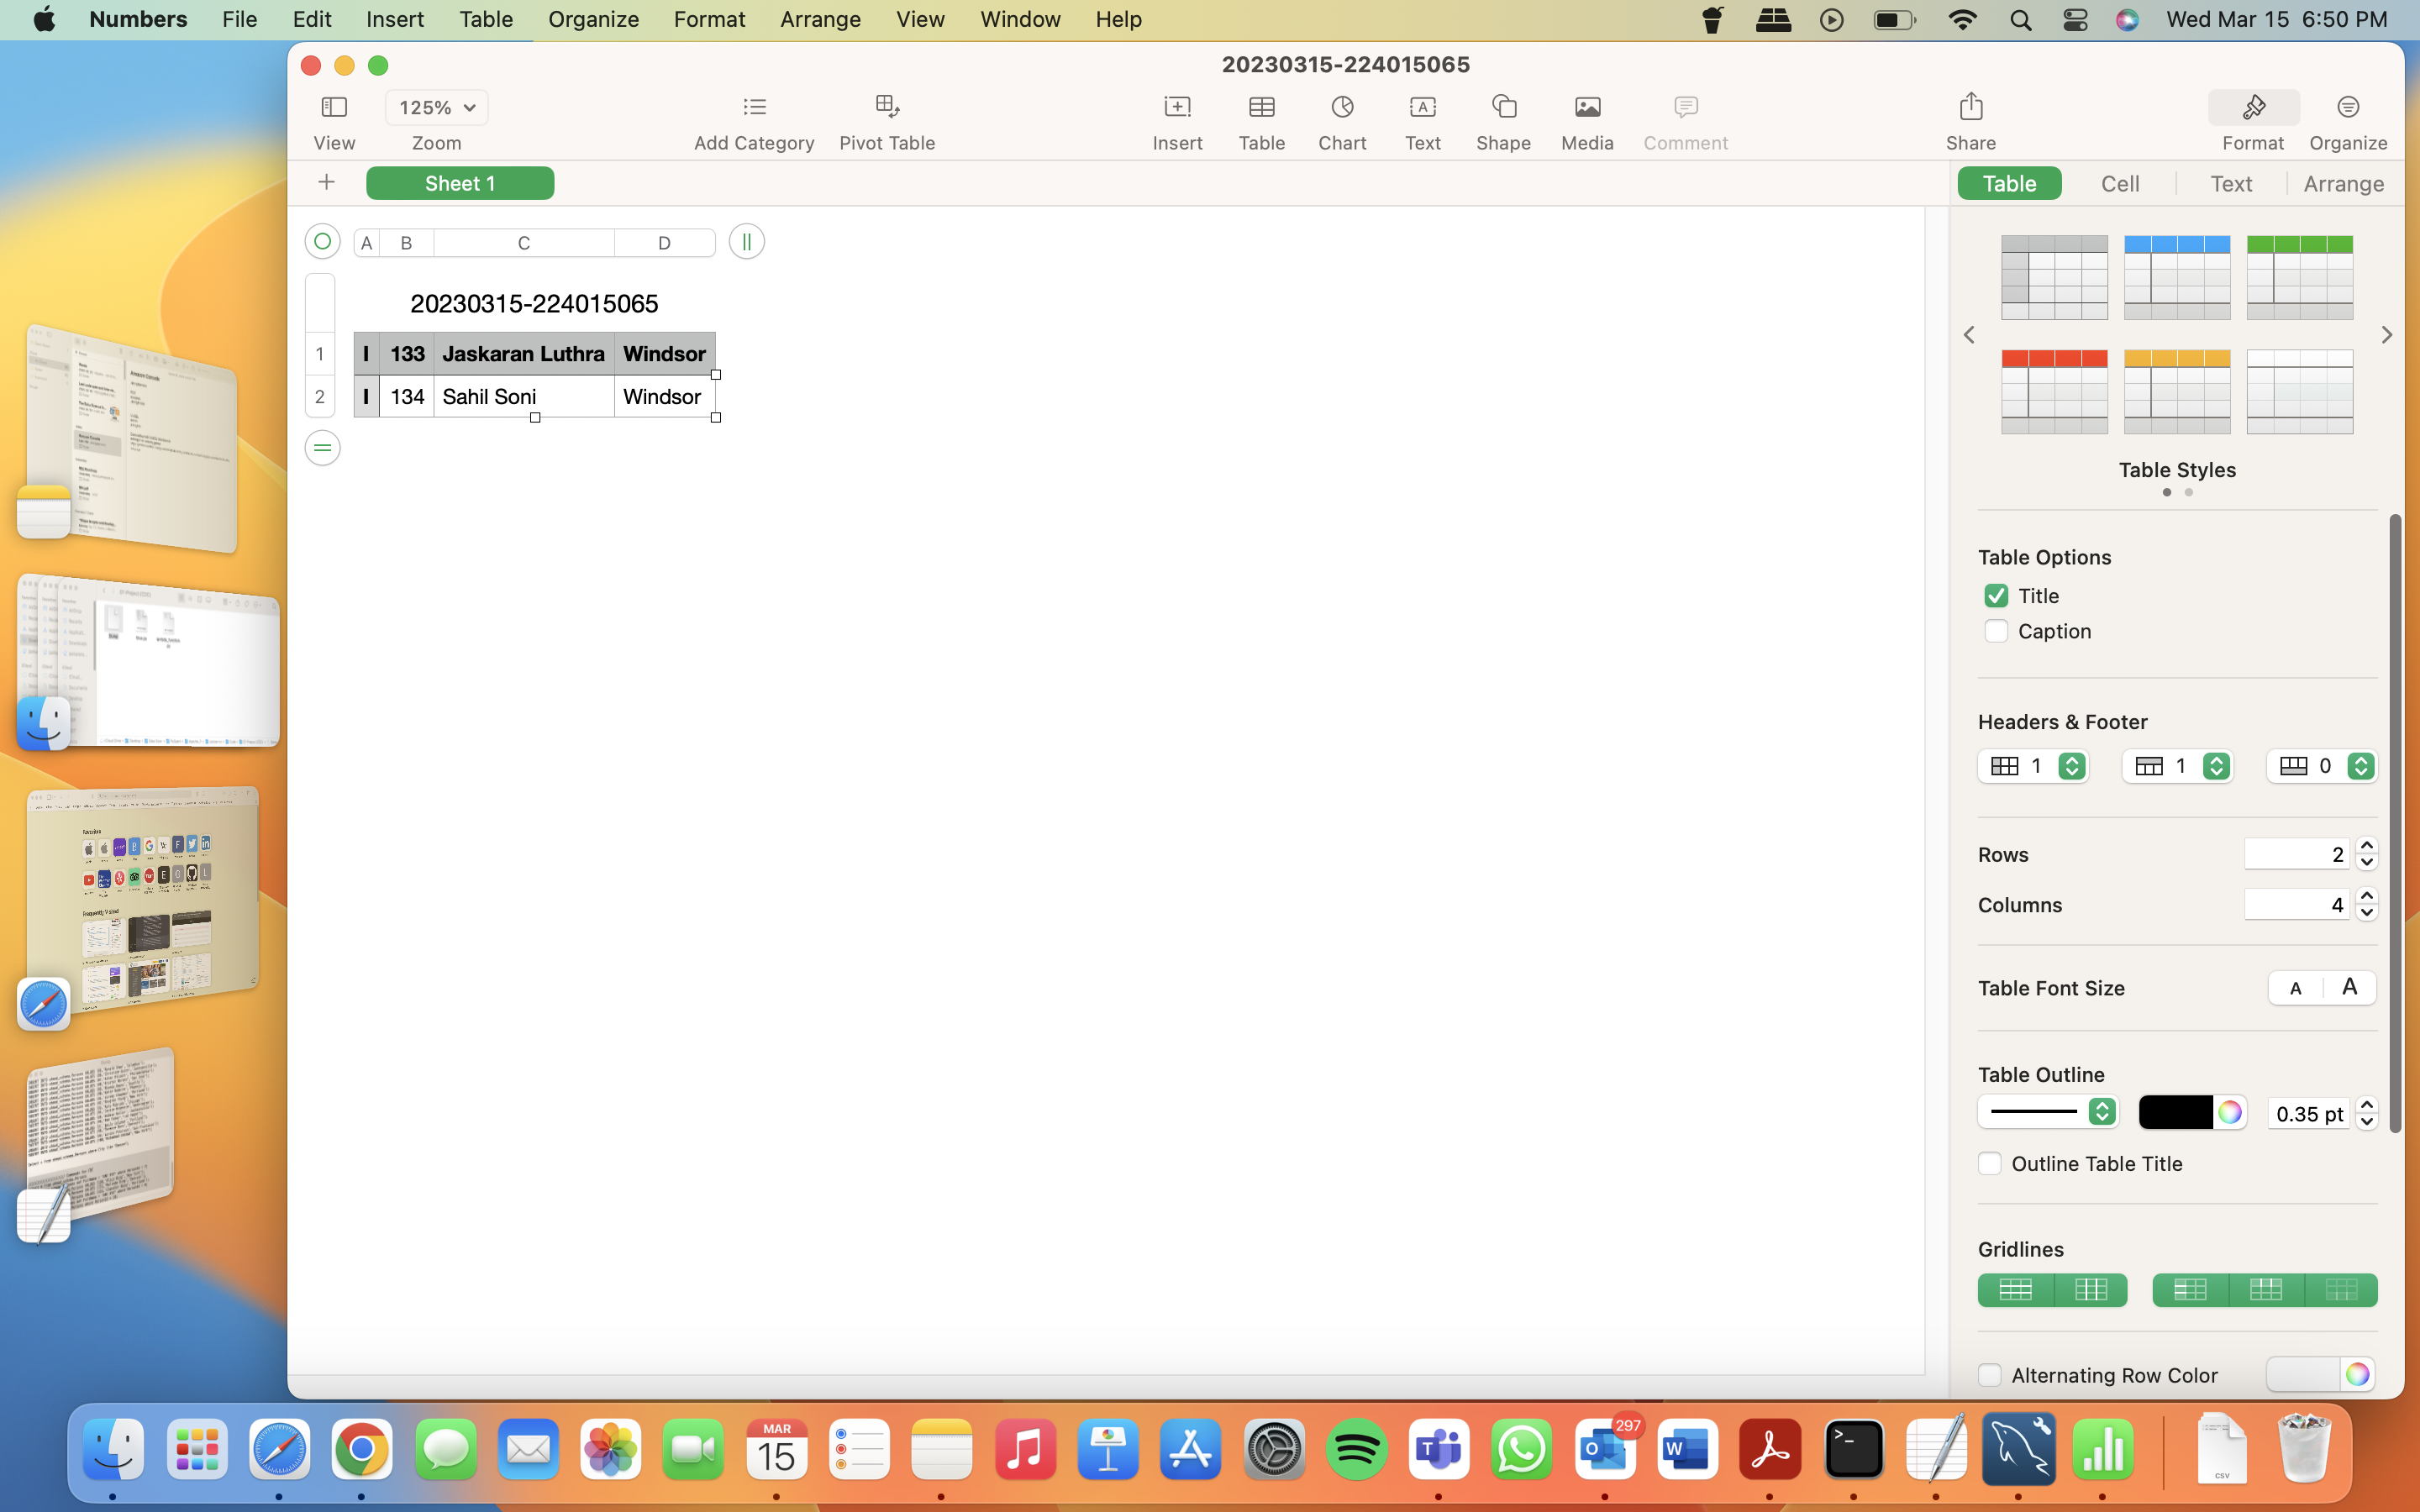 Numbers File Edit Insert Table Organize Format Arrange View Window Help Wed Mar 15 6:50 PM
20230315-224015065
125%
View Zoom Add Category Pivot Table Insert Table Chart Text Shape Media Comment Share Format Organize
Sheet 1 Table Cell Text Arrange
A B C D
20230315-224015065
1 I 133 Jaskaran Luthra Windsor
2 I 134 Sahil Soni Windsor
Table Styles
Table Options
Title
Caption
Headers & Footer
1 1 0
Rows 2
Columns 4
Table Font Size A A
Table Outline
0.35 pt
Outline Table Title
Gridlines
Alternating Row Color
MAR
15
297
CSV